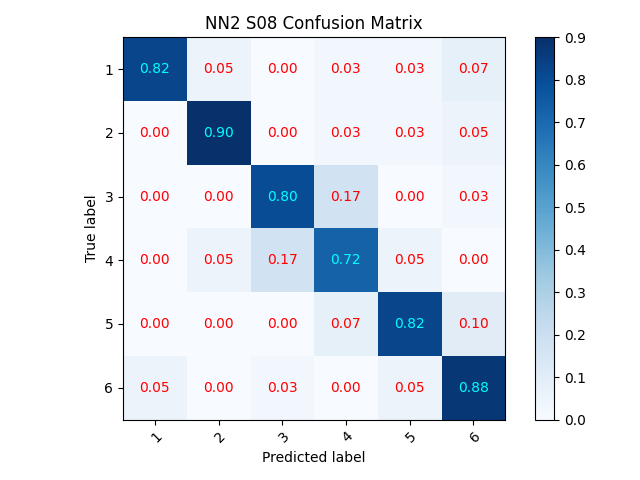 NN2 S08 Confusion Matrix
1 0.82 0.05 0.00 0.03 0.03 0.07
2 0.00 0.90 0.00 0.03 0.03 0.05
3 0.00 0.00 0.80 0.17 0.00 0.03
4 0.00 0.05 0.17 0.72 0.05 0.00
5 0.00 0.00 0.00 0.07 0.82 0.10
6 0.05 0.00 0.03 0.00 0.05 0.88
1 2 3 4 5 6
True label
Predicted label
0.9
0.8
0.7
0.6
0.5
0.4
0.3
0.2
0.1
0.0